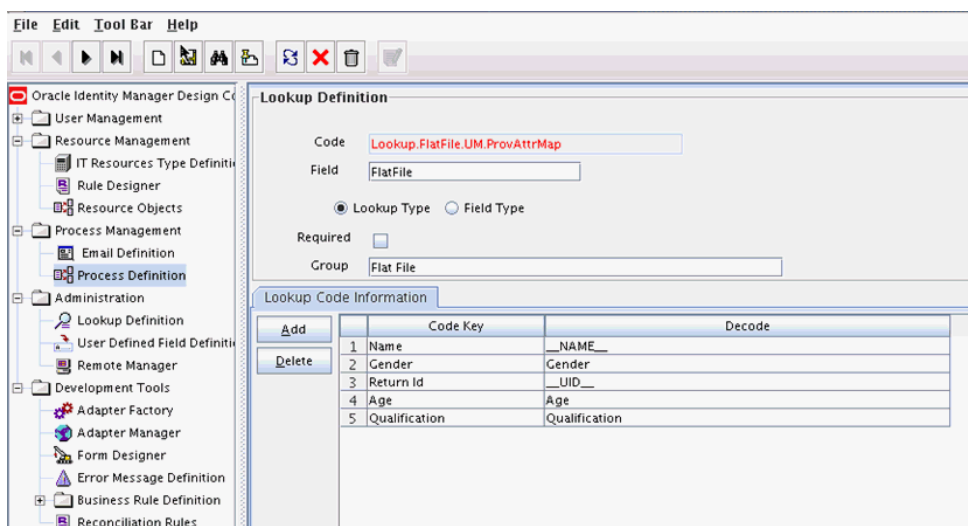 File Edit Tool Bar Help
Oracle Identity Manager Design Co
User Management
Resource Management
IT Resources Type Definiti
Rule Designer
Resource Objects
Process Management
Email Definition
Process Definition
Administration
Lookup Definition
User Defined Field Definiti
Remote Manager
Development Tools
Adapter Factory
Adapter Manager
Form Designer
Error Message Definition
Business Rule Definition
Reconciliation Rules
Lookup Definition
Code Lookup.FlatFile.UM.ProvAttrMap
Field FlatFile
Lookup Type Field Type
Required
Group Flat File
Lookup Code Information
Add
Delete
Code Key Decode
1 Name __NAME__
2 Gender Gender
3 Return Id __UID__
4 Age Age
5 Qualification Qualification